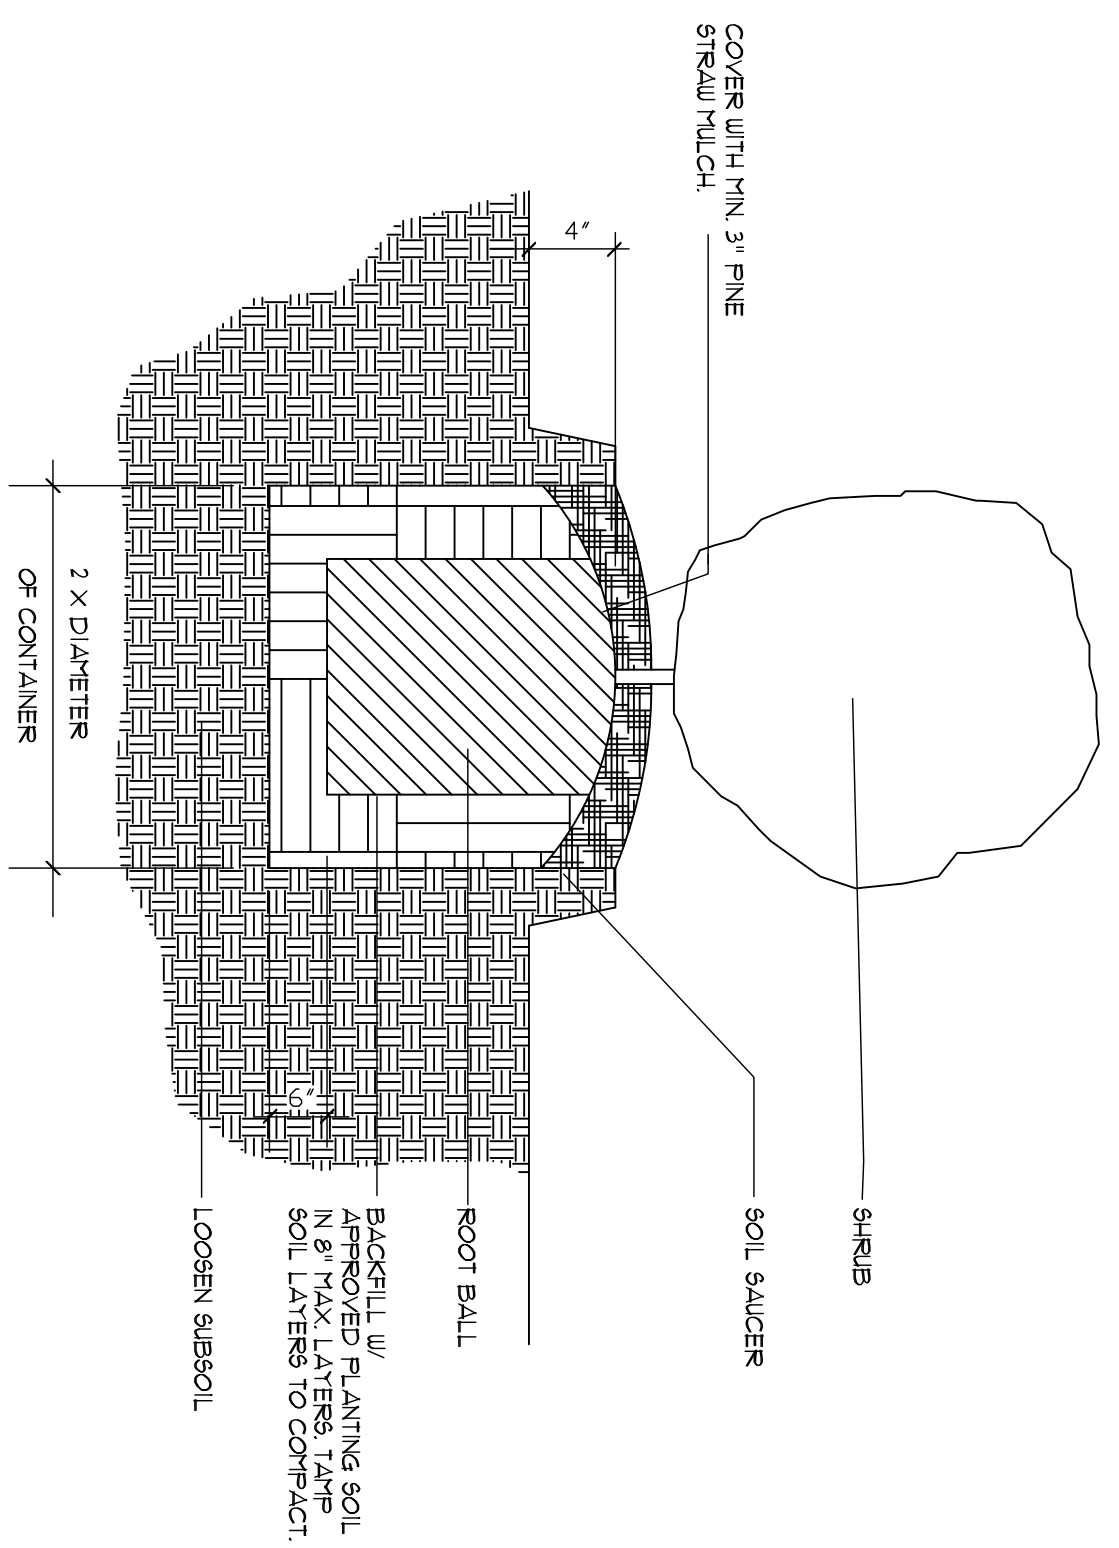 COVER WITH MIN. 3" PINE
STRAW MULCH.
4"
SHRUB
SOIL SAUCER
ROOT BALL
BACKFILL W/
APPROVED PLANTING SOIL
IN 8" MAX. LAYERS. TAMP
SOIL LAYERS TO COMPACT.
6"
LOOSEN SUBSOIL
2 X DIAMETER
OF CONTAINER